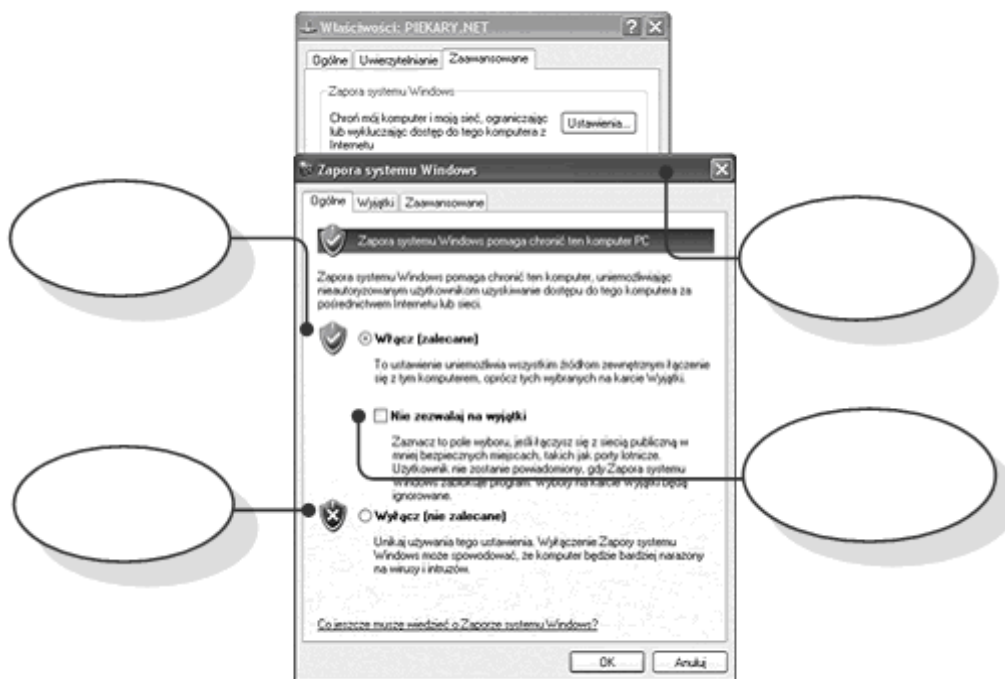 Właściwości: PIEKARY.NET
Ogólne Uwierzytelnianie Zaawansowane
Zapora systemu Windows
Chroń mój komputer i moją sieć, ograniczając
lub wykluczając dostęp do tego komputera z
Internetu
Ustawienia...
Zapora systemu Windows
Ogólne Wyjątki Zaawansowane
Zapora systemu Windows pomaga chronić ten komputer PC
Zapora systemu Windows pomaga chronić ten komputer, uniemożliwiając
nieautoryzowanym użytkownikom uzyskiwanie dostępu do tego komputera za
pośrednictwem Internetu lub sieci.
Włącz (zalecane)
To ustawienie uniemożliwia wszystkim źródłom zewnętrznym łączenie
się z tym komputerem, oprócz tych wybranych na karcie Wyjątki.
Nie zezwalaj na wyjątki
Zaznacz to pole wyboru, jeśli łączysz się z siecią publiczną w
mniej bezpiecznych miejscach, takich jak porty lotnicze.
Użytkownik nie zostanie powiadomiony, gdy Zapora systemu
Windows zablokuje program. Wybory na karcie Wyjątki będą
ignorowane.
Wyłącz (nie zalecane)
Unikaj używania tego ustawienia. Wyłączenie Zapory systemu
Windows może spowodować, że komputer będzie bardziej narażony
na wirusy i intruzów.
Co jeszcze muszę wiedzieć o Zaporze systemu Windows?
OK Anuluj